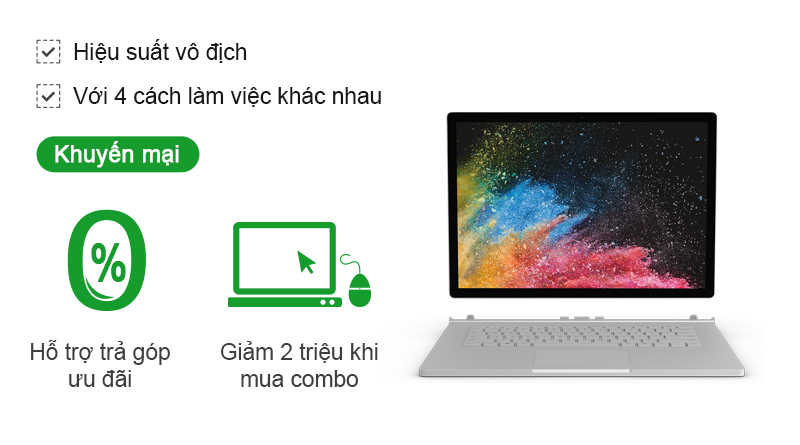 Hiệu suất vô địch
Với 4 cách làm việc khác nhau
Khuyến mại
0%
Hỗ trợ trả góp
ưu đãi
Giảm 2 triệu khi
mua combo